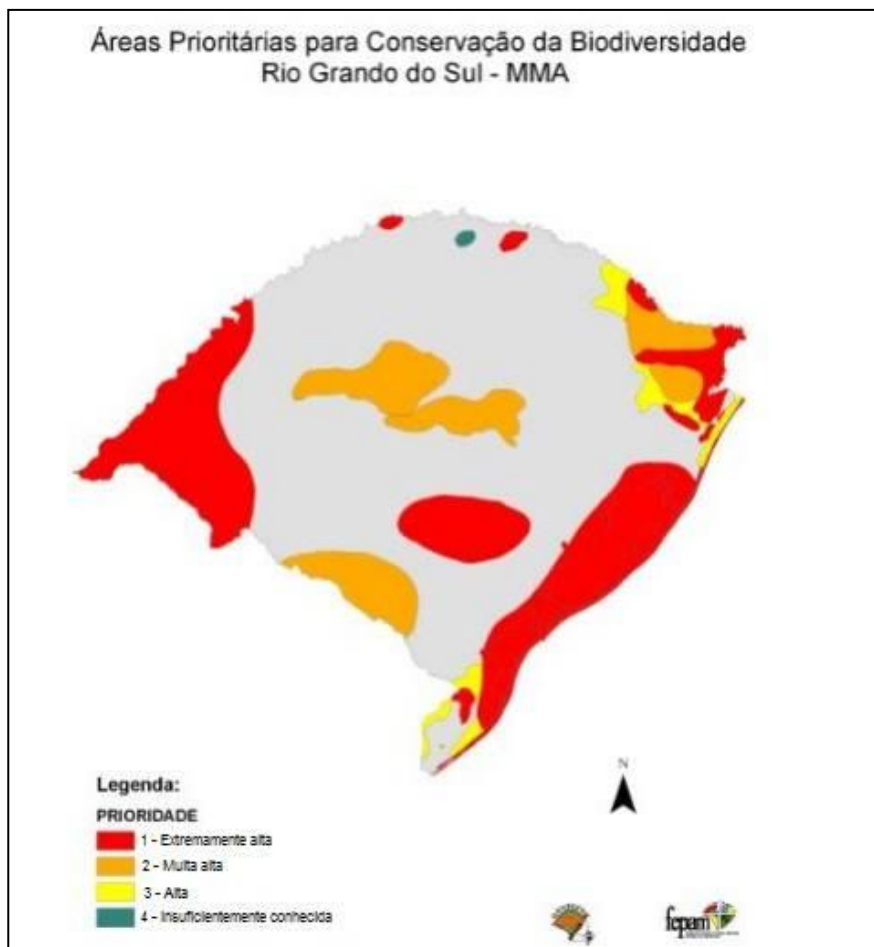 Áreas Prioritárias para Conservação da Biodiversidade
Rio Grando do Sul - MMA
N
Legenda:
PRIORIDADE
1 - Extremamente alta
2 - Multa alta
3 - Alta
4 - Insuficientemente conhecida
fepam